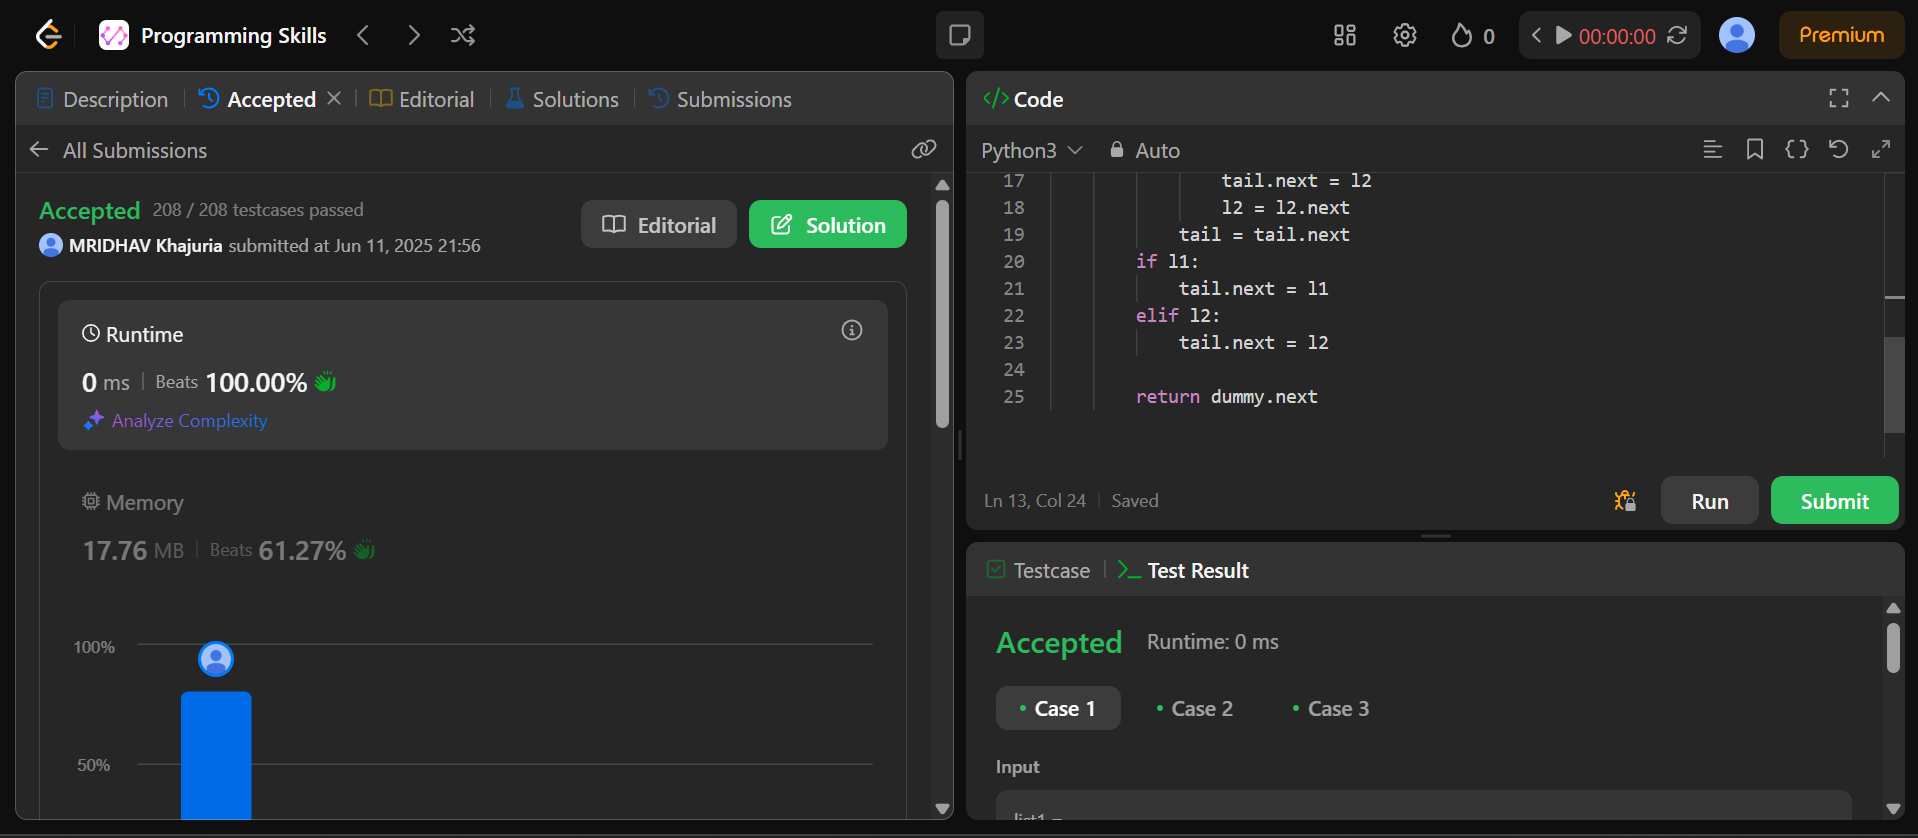 Programming Skills
0
00:00:00
Premium
Description
Accepted
Editorial
Solutions
Submissions
All Submissions
Accepted 208 / 208 testcases passed
MRIDHAV Khajuria submitted at Jun 11, 2025 21:56
Editorial
Solution
Runtime
0 ms Beats 100.00%
Analyze Complexity
Memory
17.76 MB Beats 61.27%
100%
50%
</> Code
Python3
Auto
17 tail.next = l2
18 l2 = l2.next
19 tail = tail.next
20 if l1:
21 tail.next = l1
22 elif l2:
23 tail.next = l2
24
25 return dummy.next
Ln 13, Col 24 Saved
Run
Submit
Testcase
Test Result
Accepted Runtime: 0 ms
Case 1
Case 2
Case 3
Input
list1 =